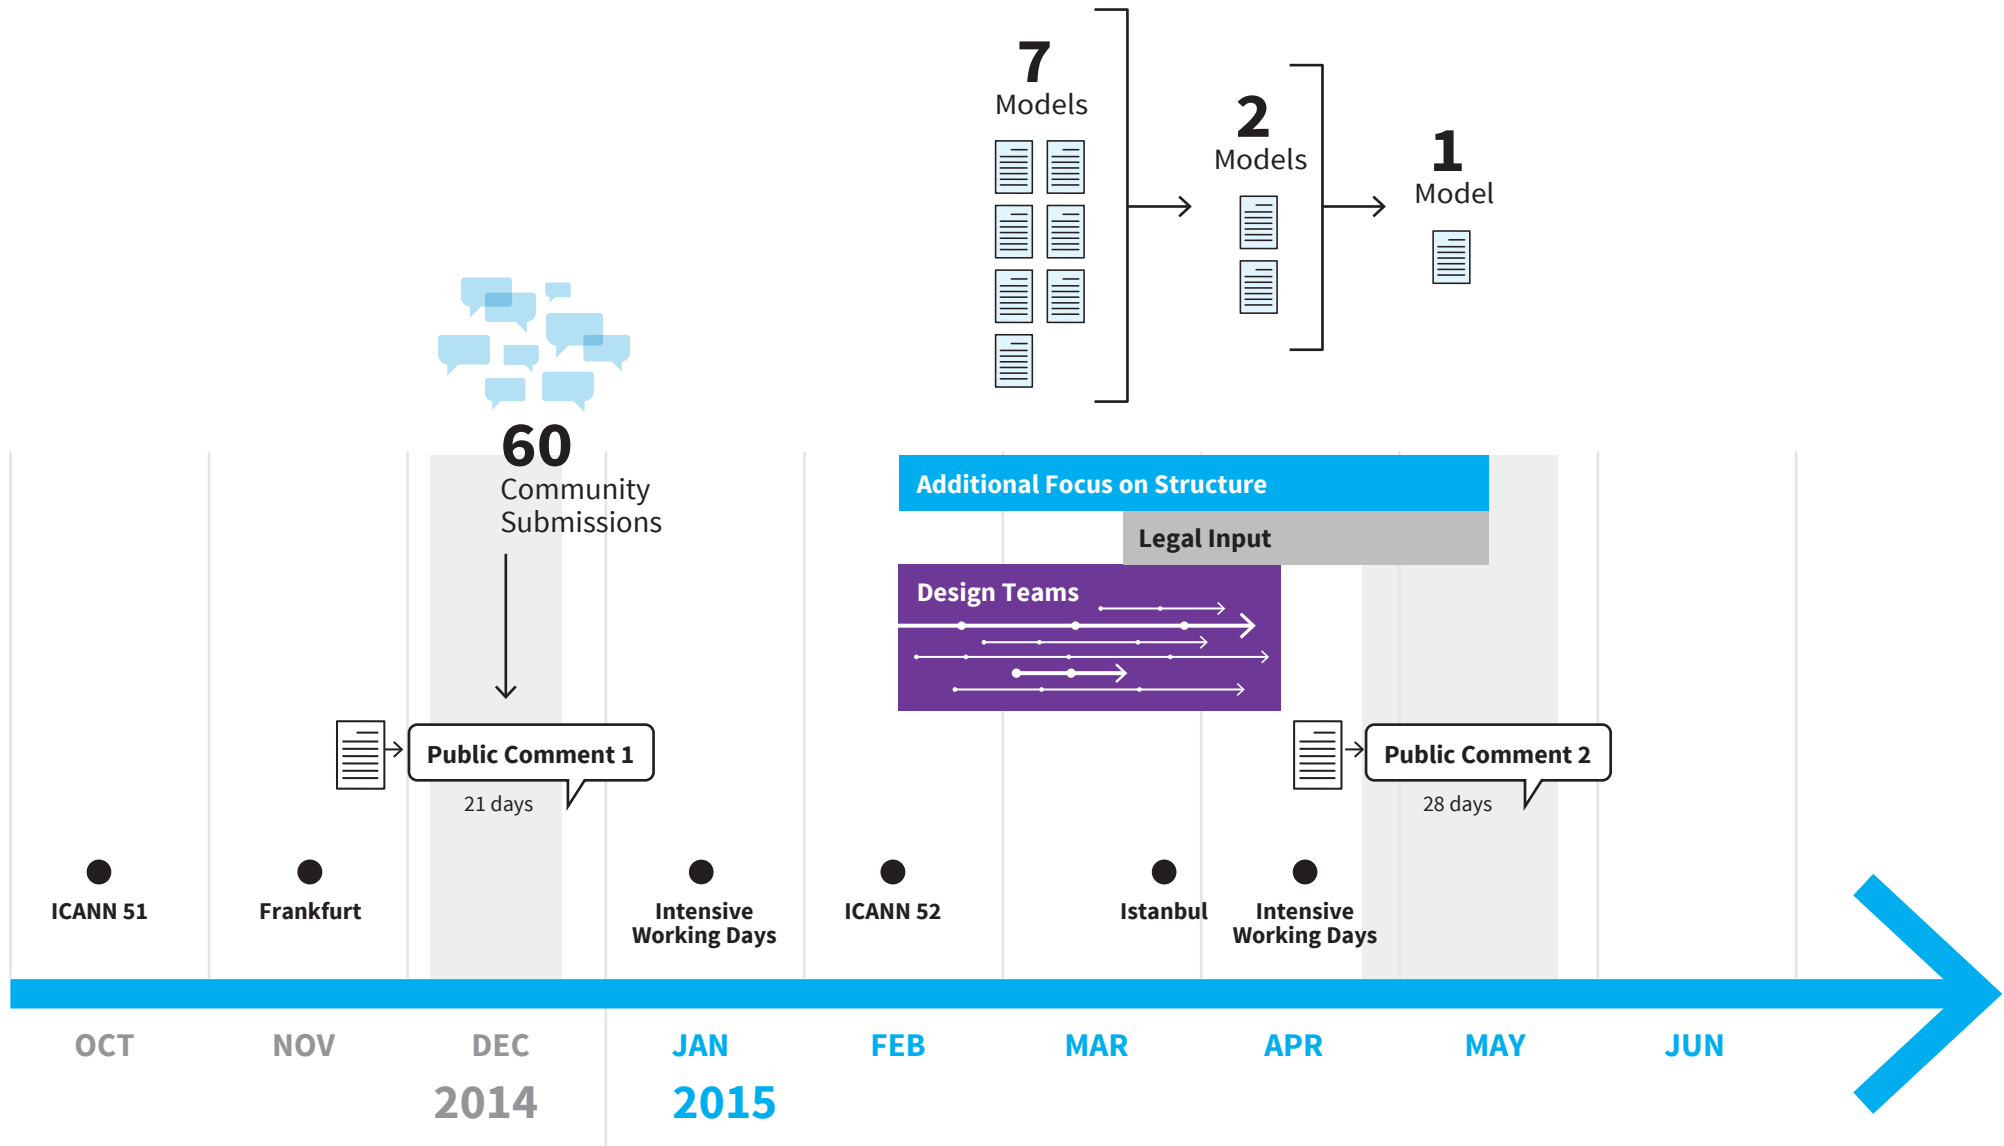 7
Models
2
Models
1
Model
60
Community
Submissions
Additional Focus on Structure
Legal Input
Design Teams
Public Comment 1
21 days
Public Comment 2
28 days
ICANN 51
Frankfurt
Intensive
Working Days
ICANN 52
Istanbul
Intensive
Working Days
OCT
NOV
DEC
JAN
FEB
MAR
APR
MAY
JUN
2014
2015